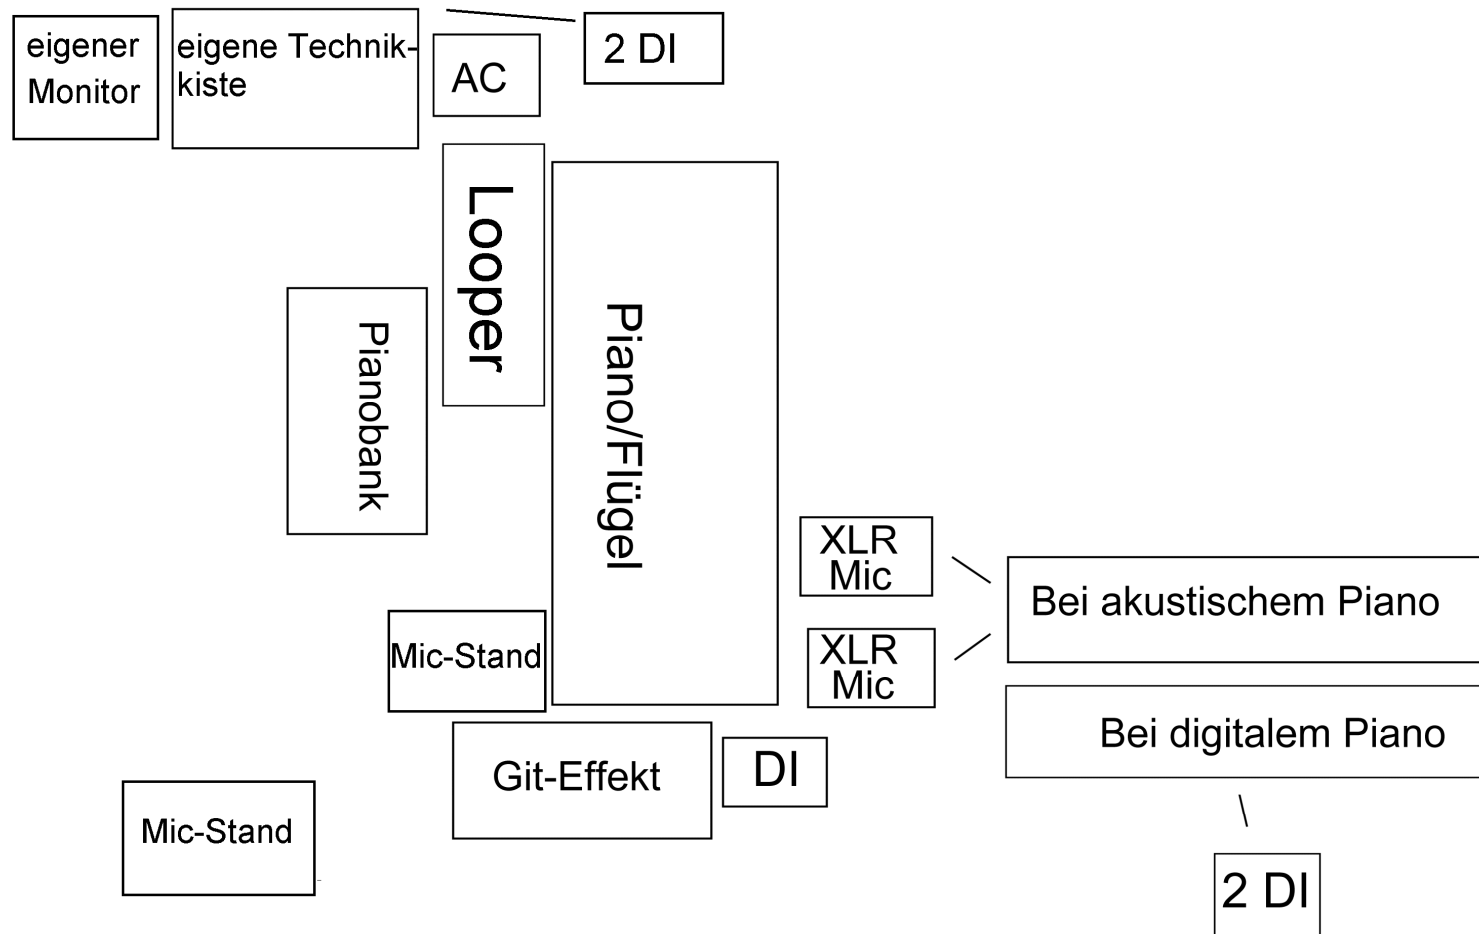 eigener
Monitor
eigene Technik-
kiste
AC
2 DI
Looper
Piano/Flügel
Pianobank
XLR
Mic
Bei akustischem Piano
XLR
Mic
Mic-Stand
Bei digitalem Piano
Git-Effekt
DI
Mic-Stand
2 DI